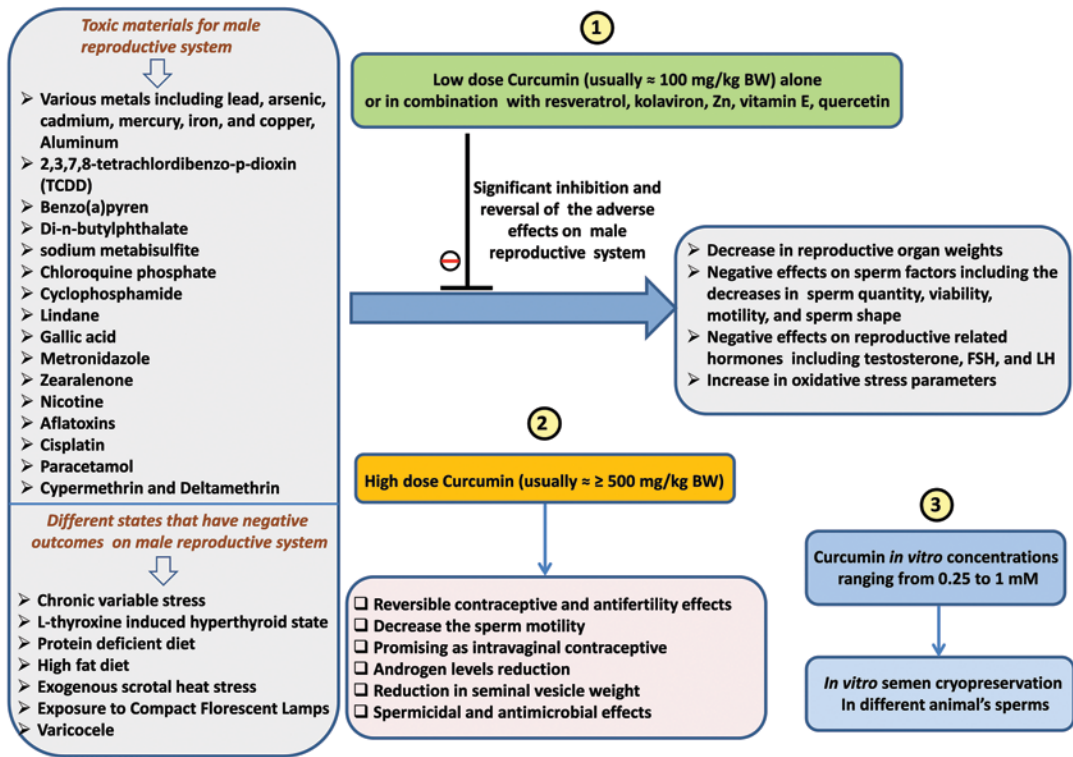 Toxic materials for male
reproductive system
➢ Various metals including lead, arsenic,
cadmium, mercury, iron, and copper,
Aluminum
➢ 2,3,7,8-tetrachlordibenzo-p-dioxin
(TCDD)
➢ Benzo(a)pyren
➢ Di-n-butylphthalate
➢ sodium metabisulfite
➢ Chloroquine phosphate
➢ Cyclophosphamide
➢ Lindane
➢ Gallic acid
➢ Metronidazole
➢ Zearalenone
➢ Nicotine
➢ Aflatoxins
➢ Cisplatin
➢ Paracetamol
➢ Cypermethrin and Deltamethrin
Different states that have negative
outcomes on male reproductive system
➢ Chronic variable stress
➢ L-thyroxine induced hyperthyroid state
➢ Protein deficient diet
➢ High fat diet
➢ Exogenous scrotal heat stress
➢ Exposure to Compact Florescent Lamps
➢ Varicocele
1
Low dose Curcumin (usually ≈ 100 mg/kg BW) alone
or in combination with resveratrol, kolaviron, Zn, vitamin E, quercetin
Significant inhibition and
reversal of the adverse
effects on male
reproductive system
➢ Decrease in reproductive organ weights
➢ Negative effects on sperm factors including the
decreases in sperm quantity, viability,
motility, and sperm shape
➢ Negative effects on reproductive related
hormones including testosterone, FSH, and LH
➢ Increase in oxidative stress parameters
2
High dose Curcumin (usually ≈ ≥ 500 mg/kg BW)
❑ Reversible contraceptive and antifertility effects
❑ Decrease the sperm motility
❑ Promising as intravaginal contraceptive
❑ Androgen levels reduction
❑ Reduction in seminal vesicle weight
❑ Spermicidal and antimicrobial effects
3
Curcumin in vitro concentrations
ranging from 0.25 to 1 mM
In vitro semen cryopreservation
In different animal's sperms